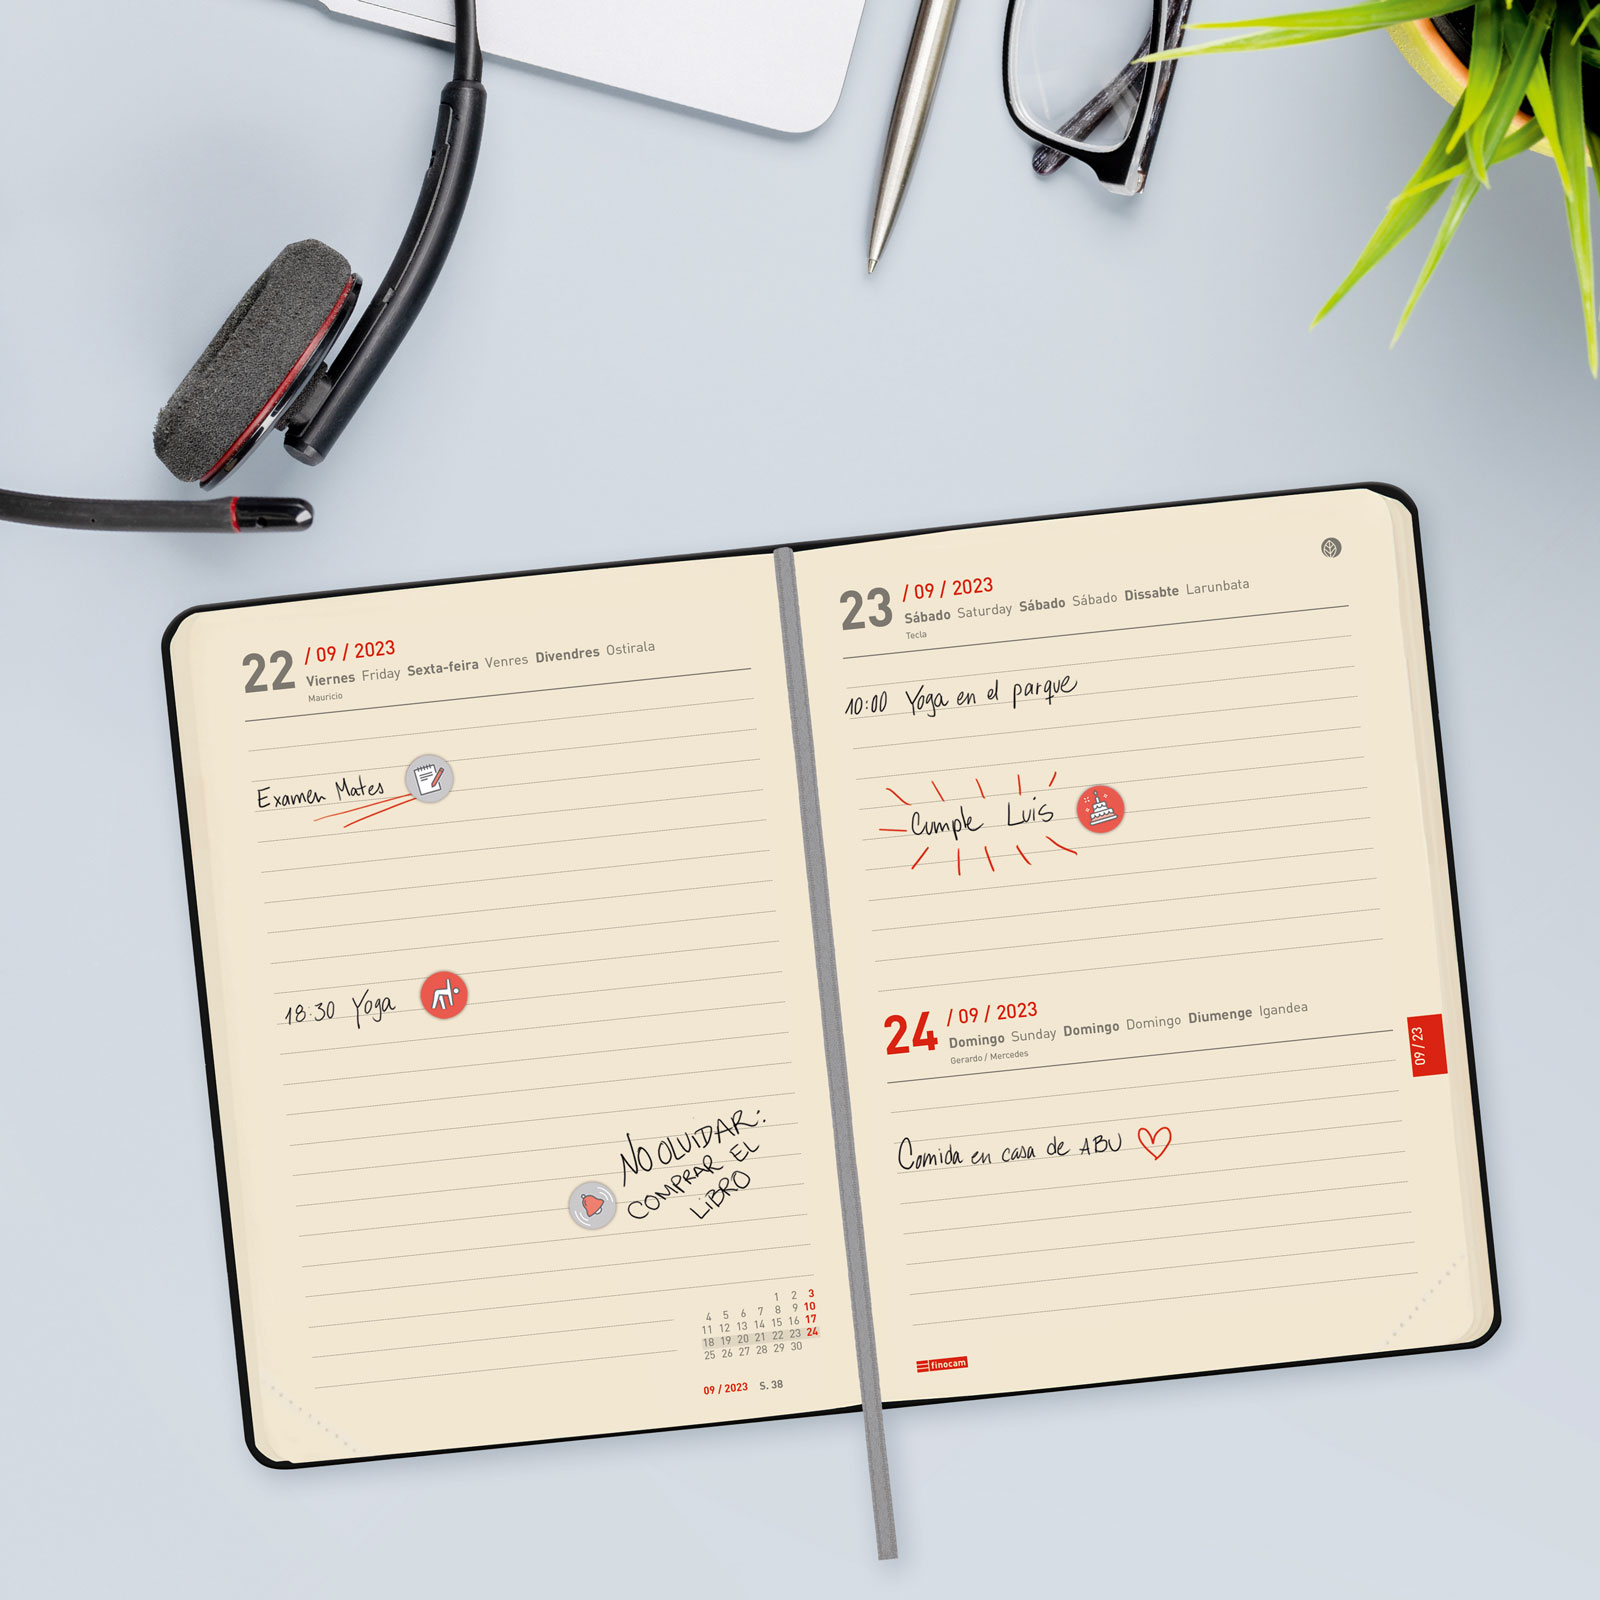 22 / 09 / 2023
Viernes Friday Sexta-feira Venres Divendres Ostirala
Mauricio
Examen Mates
18:30 Yoga
NO OLVIDAR:
COMPRAR EL
LIBRO
1 2 3
4 5 6 7 8 9 10
11 12 13 14 15 16 17
18 19 20 21 22 23 24
25 26 27 28 29 30
09 / 2023 S. 38
23 / 09 / 2023
Sábado Saturday Sábado Sábado Dissabte Larunbata
Tecla
10:00 Yoga en el parque
Cumple Luis
24 / 09 / 2023
Domingo Sunday Domingo Domingo Diumenge Igandea
Gerardo / Mercedes
09 / 23
Comida en casa de ABU
finocam